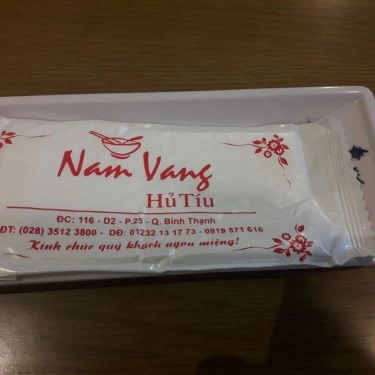 Nam Vang
Hủ Tíu
ĐC: 116 - D2 - P.25 - Q. Bình Thạnh
ĐT: (028) 3512 3800 - DĐ: 01232 13 17 73 - 0919 571 616
Kính chúc quý khách ngon miệng!